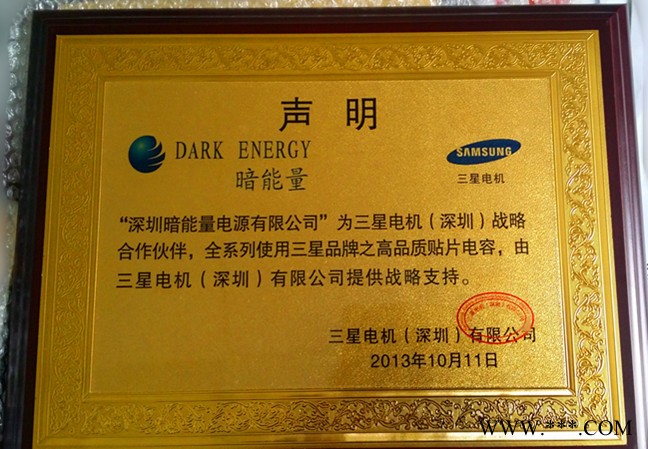 声 明
DARK ENERGY
暗能量
SAMSUNG
三星电机
“深圳暗能量电源有限公司”为三星电机（深圳）战略
合作伙伴，全系列使用三星品牌之高品质贴片电容，由
三星电机（深圳）有限公司提供战略支持。
三星电机（深圳）有限公司
2013年10月11日
WWW.***.COM